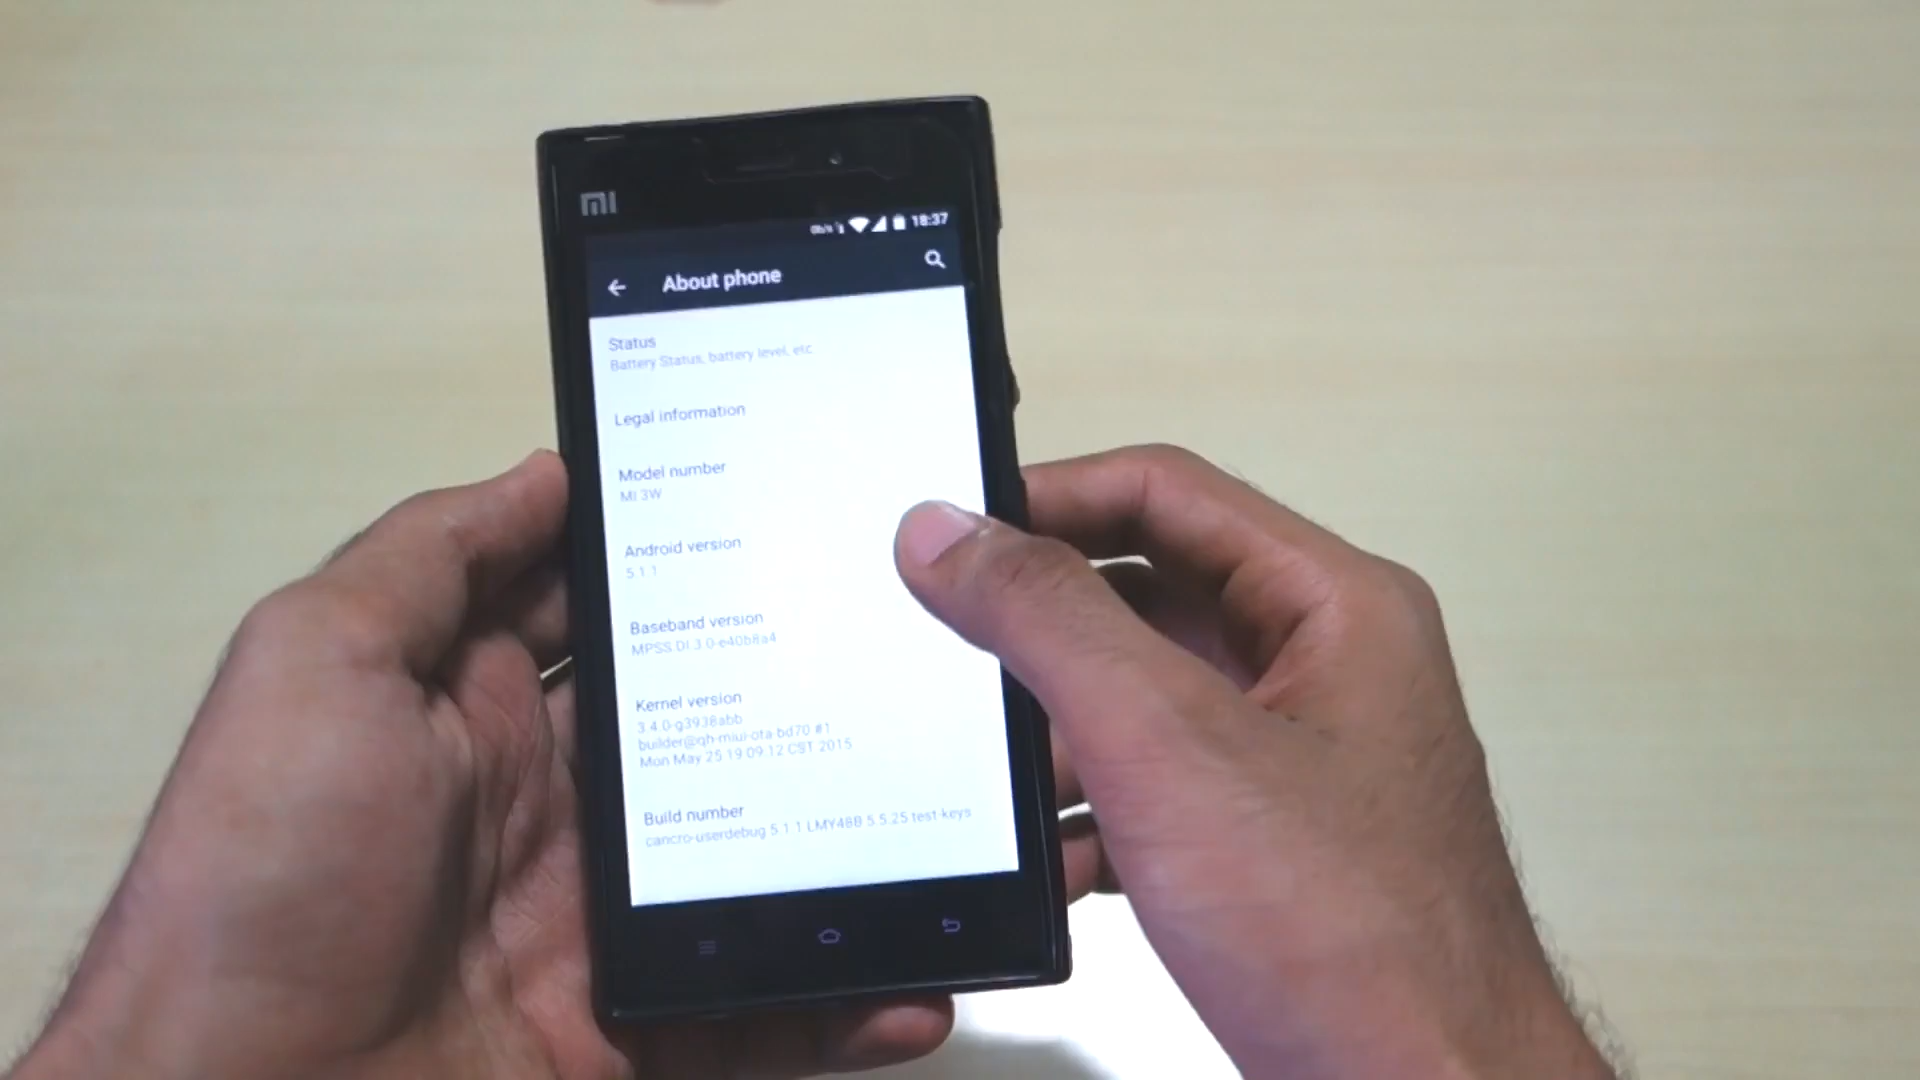 mi
0b/s
18:37
About phone
Status
Battery Status, battery level, etc
Legal information
Model number
MI 3W
Android version
5.1.1
Baseband version
MPSS.DI.3.0-e40b8a4
Kernel version
3.4.0-g3938abb
builder@qh-miui-ota-bd70 #1
Mon May 25 19:09:12 CST 2015
Build number
cancro-userdebug 5.1.1 LMY48B 5.5.25 test-keys